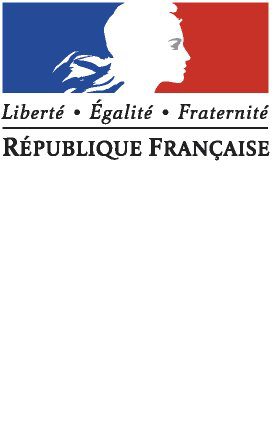 Liberté • Égalité • Fraternité
RÉPUBLIQUE FRANÇAISE